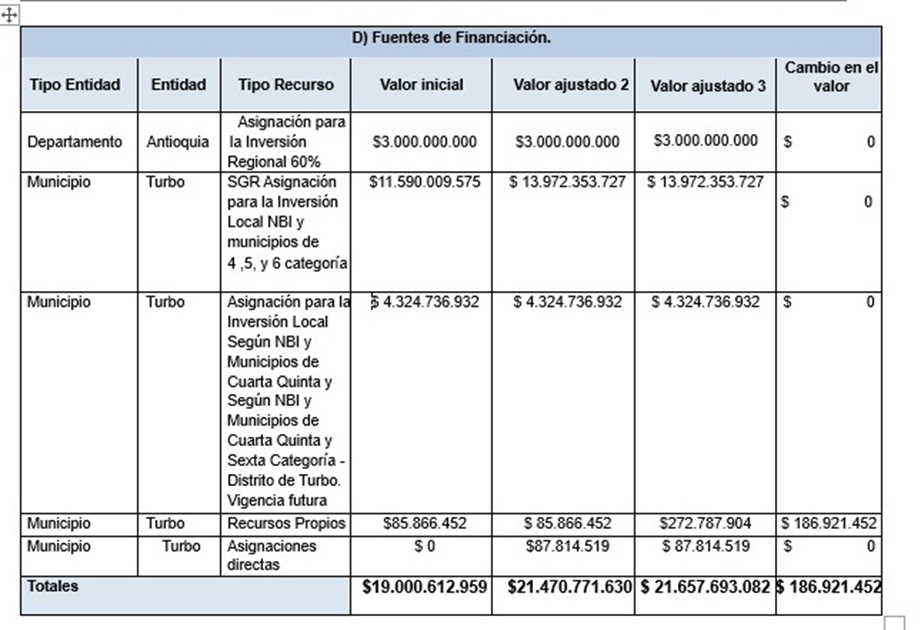 D) Fuentes de Financiación.
Tipo Entidad Entidad Tipo Recurso Valor inicial Valor ajustado 2 Valor ajustado 3 Cambio en el
valor
Departamento Antioquia Asignación para
la Inversión
Regional 60% $3.000.000.000 $3.000.000.000 $3.000.000.000 $ 0
Municipio Turbo SGR Asignación
para la Inversión
Local NBI y
municipios de
4 ,5, y 6 categoría $11.590.009.575 $ 13.972.353.727 $ 13.972.353.727 $ 0
Municipio Turbo Asignación para la
Inversión Local
Según NBI y
Municipios de
Cuarta Quinta y
Según NBI y
Municipios de
Cuarta Quinta y
Sexta Categoría -
Distrito de Turbo.
Vigencia futura $ 4.324.736.932 $ 4.324.736.932 $ 4.324.736.932 $ 0
Municipio Turbo Recursos Propios $85.866.452 $ 85.866.452 $272.787.904 $ 186.921.452
Municipio Turbo Asignaciones
directas $ 0 $87.814.519 $ 87.814.519 $ 0
Totales $19.000.612.959 $21.470.771.630 $ 21.657.693.082 $ 186.921.452